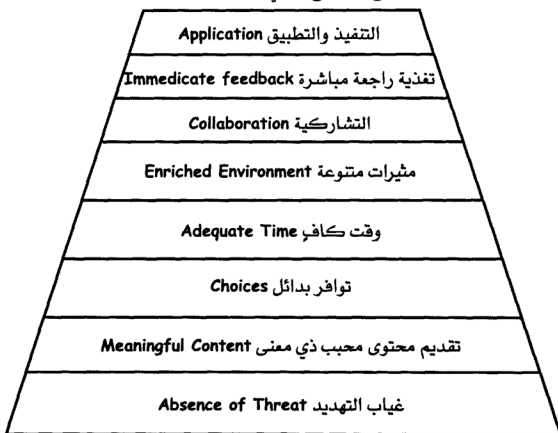 التنفيذ والتطبيق Application
تغذية راجعة مباشرة Immedicate feedback
التشاركية Collaboration
مثيرات متنوعة Enriched Environment
وقت كافٍ Adequate Time
توافر بدائل Choices
تقديم محتوى محبب ذي معنى Meaningful Content
غياب التهديد Absence of Threat